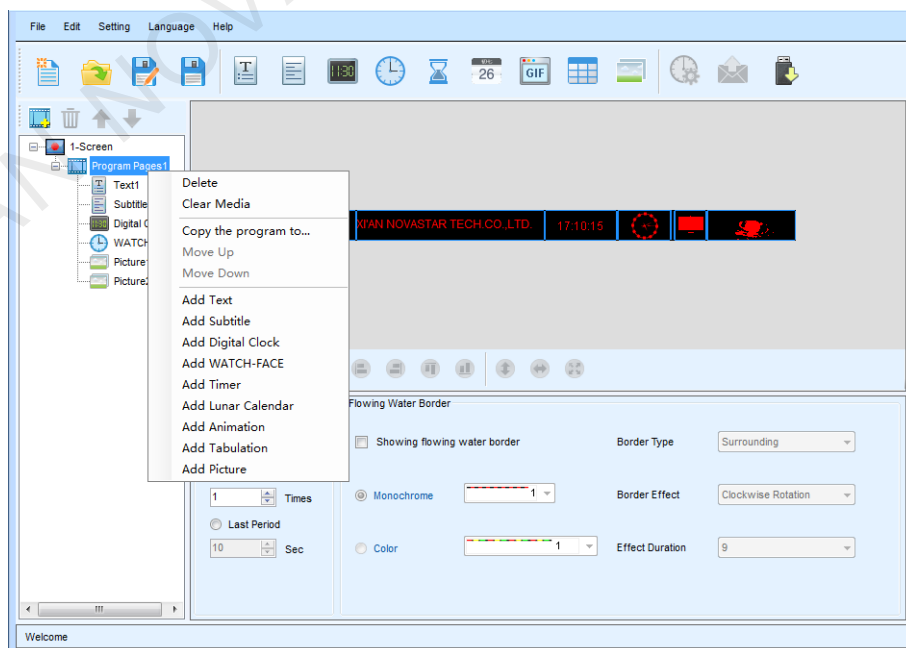 File Edit Setting Language Help
T 11:30 26 GIF
1-Screen
Program Pages1
Text1
Subtitle
Digital C
WATCH
Picture
Picture2
Delete
Clear Media
Copy the program to...
Move Up
Move Down
Add Text
Add Subtitle
Add Digital Clock
Add WATCH-FACE
Add Timer
Add Lunar Calendar
Add Animation
Add Tabulation
Add Picture
XI'AN NOVASTAR TECH CO.,LTD. 17:10:15
Flowing Water Border
Showing flowing water border Border Type Surrounding
1 Times Monochrome 1 Border Effect Clockwise Rotation
Last Period
10 Sec Color 1 Effect Duration 9
Welcome